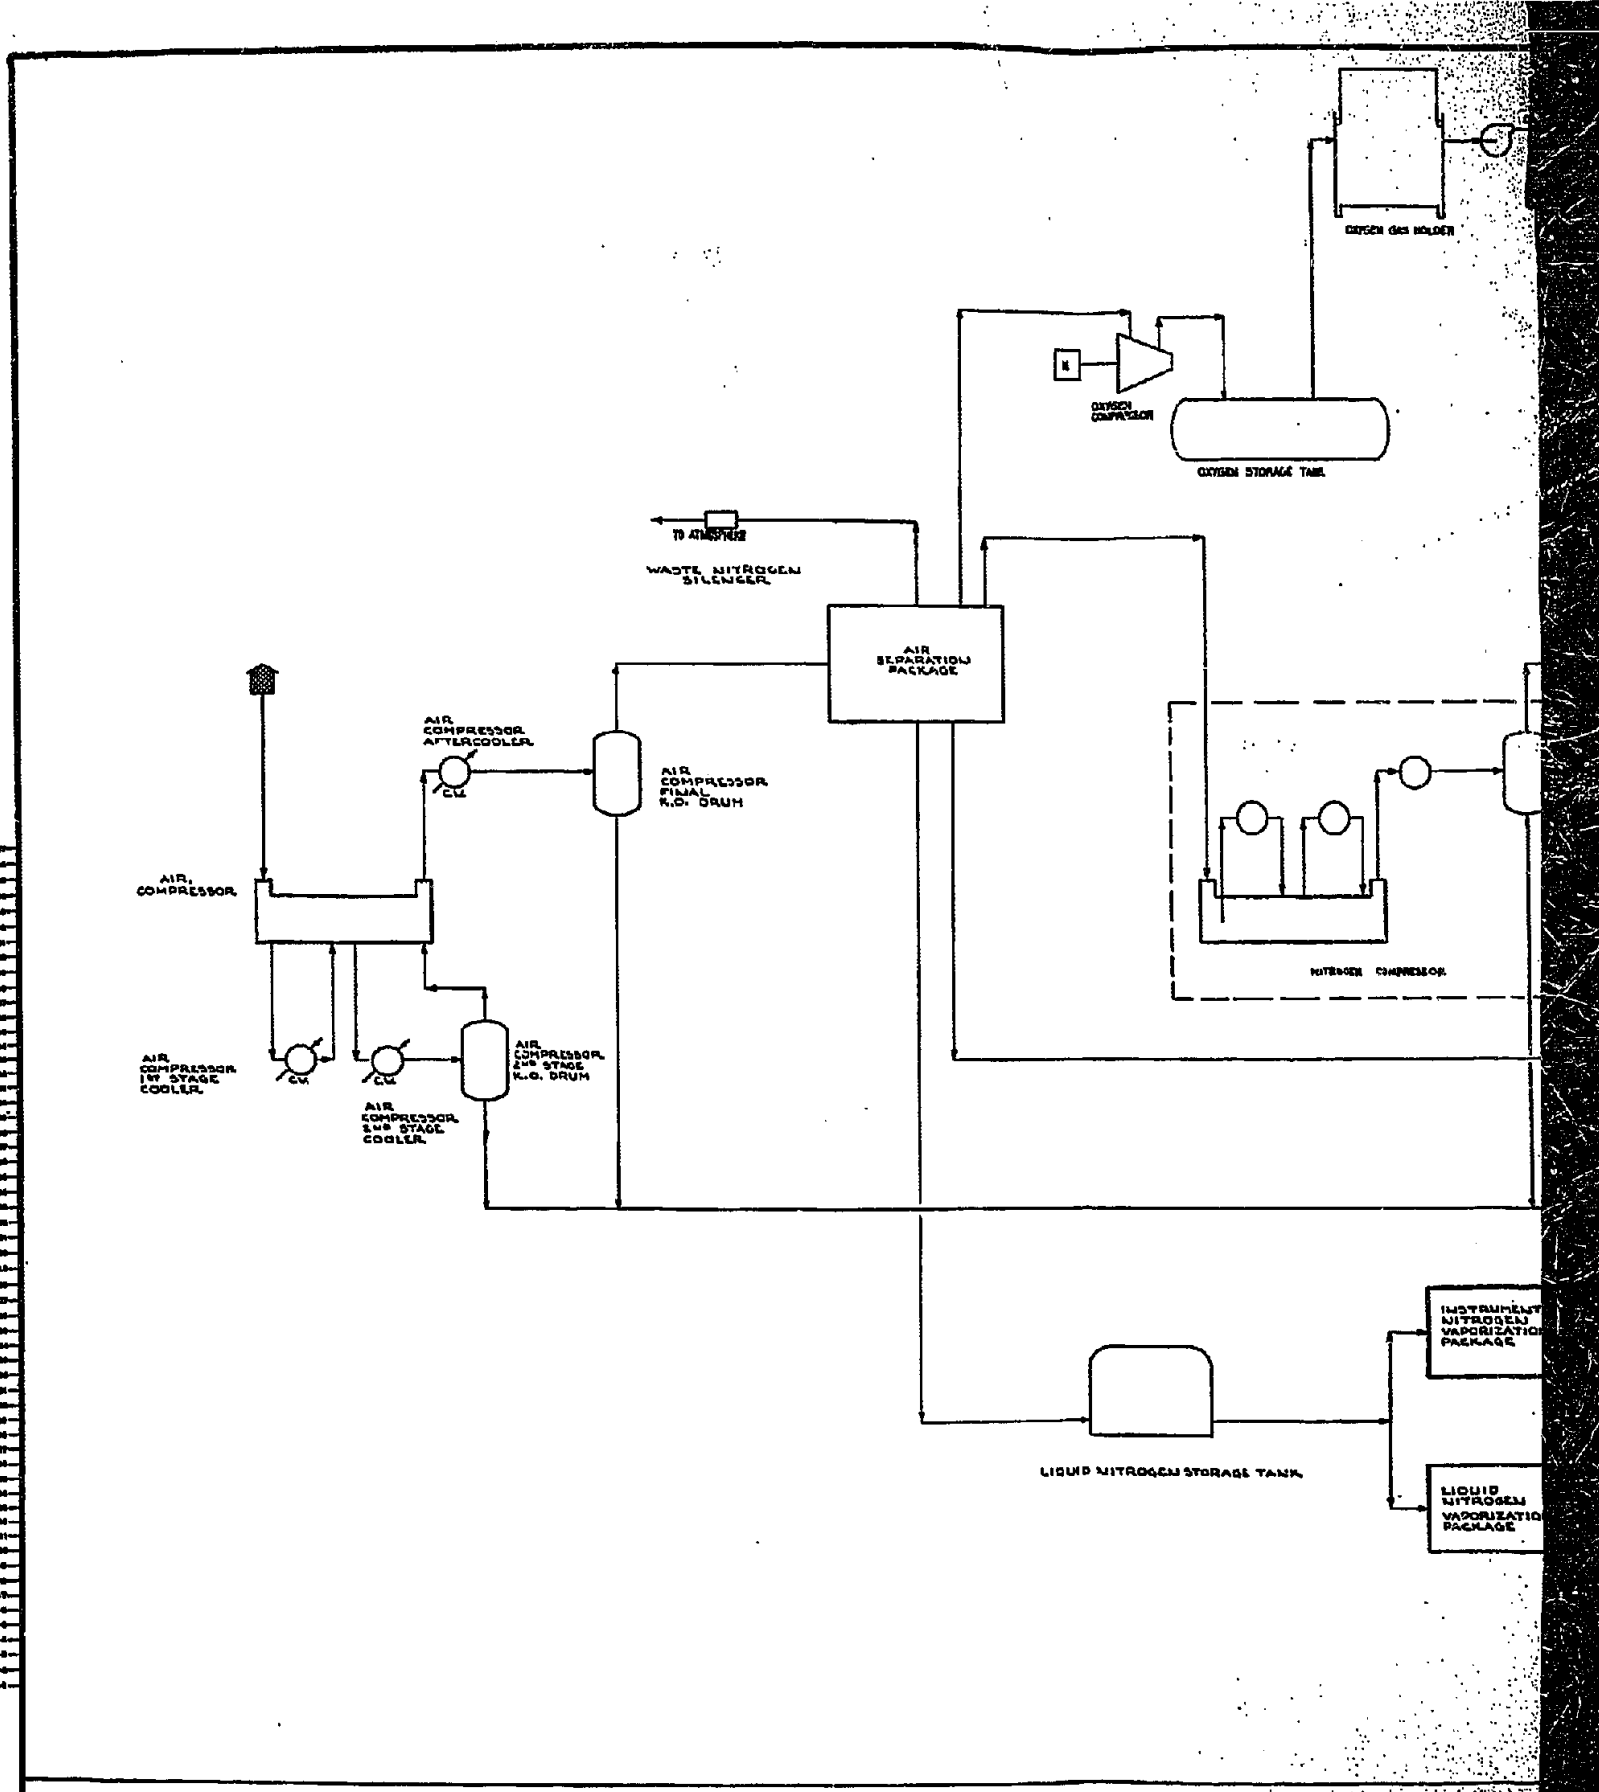 OXYGEN GAS HOLDER
OXYGEN
COMPRESSOR
OXYGEN STORAGE TANK
TO ATMOSPHERE
WASTE NITROGEN
SILENCER
AIR
SEPARATION
PACKAGE
AIR
COMPRESSOR
AFTERCOOLER
C.W.
AIR
COMPRESSOR
FINAL
K.O. DRUM
AIR
COMPRESSOR
NITROGEN COMPRESSOR
AIR
COMPRESSOR
1ST STAGE
COOLER
C.W.
C.W.
AIR
COMPRESSOR
2ND STAGE
K.O. DRUM
AIR
COMPRESSOR
2ND STAGE
COOLER
INSTRUMENT
NITROGEN
VAPORIZATIO
PACKAGE
LIQUID NITROGEN STORAGE TANK
LIQUID
NITROGEN
VAPORIZATIO
PACKAGE